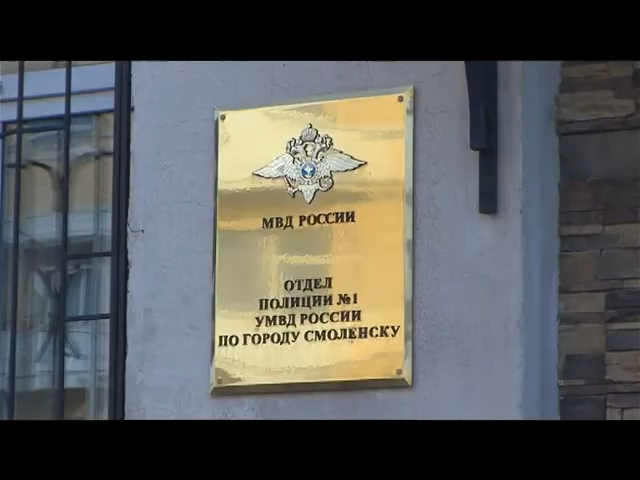 МВД РОССИИ
ОТДЕЛ
ПОЛИЦИИ №1
УМВД РОССИИ
ПО ГОРОДУ СМОЛЕНСКУ